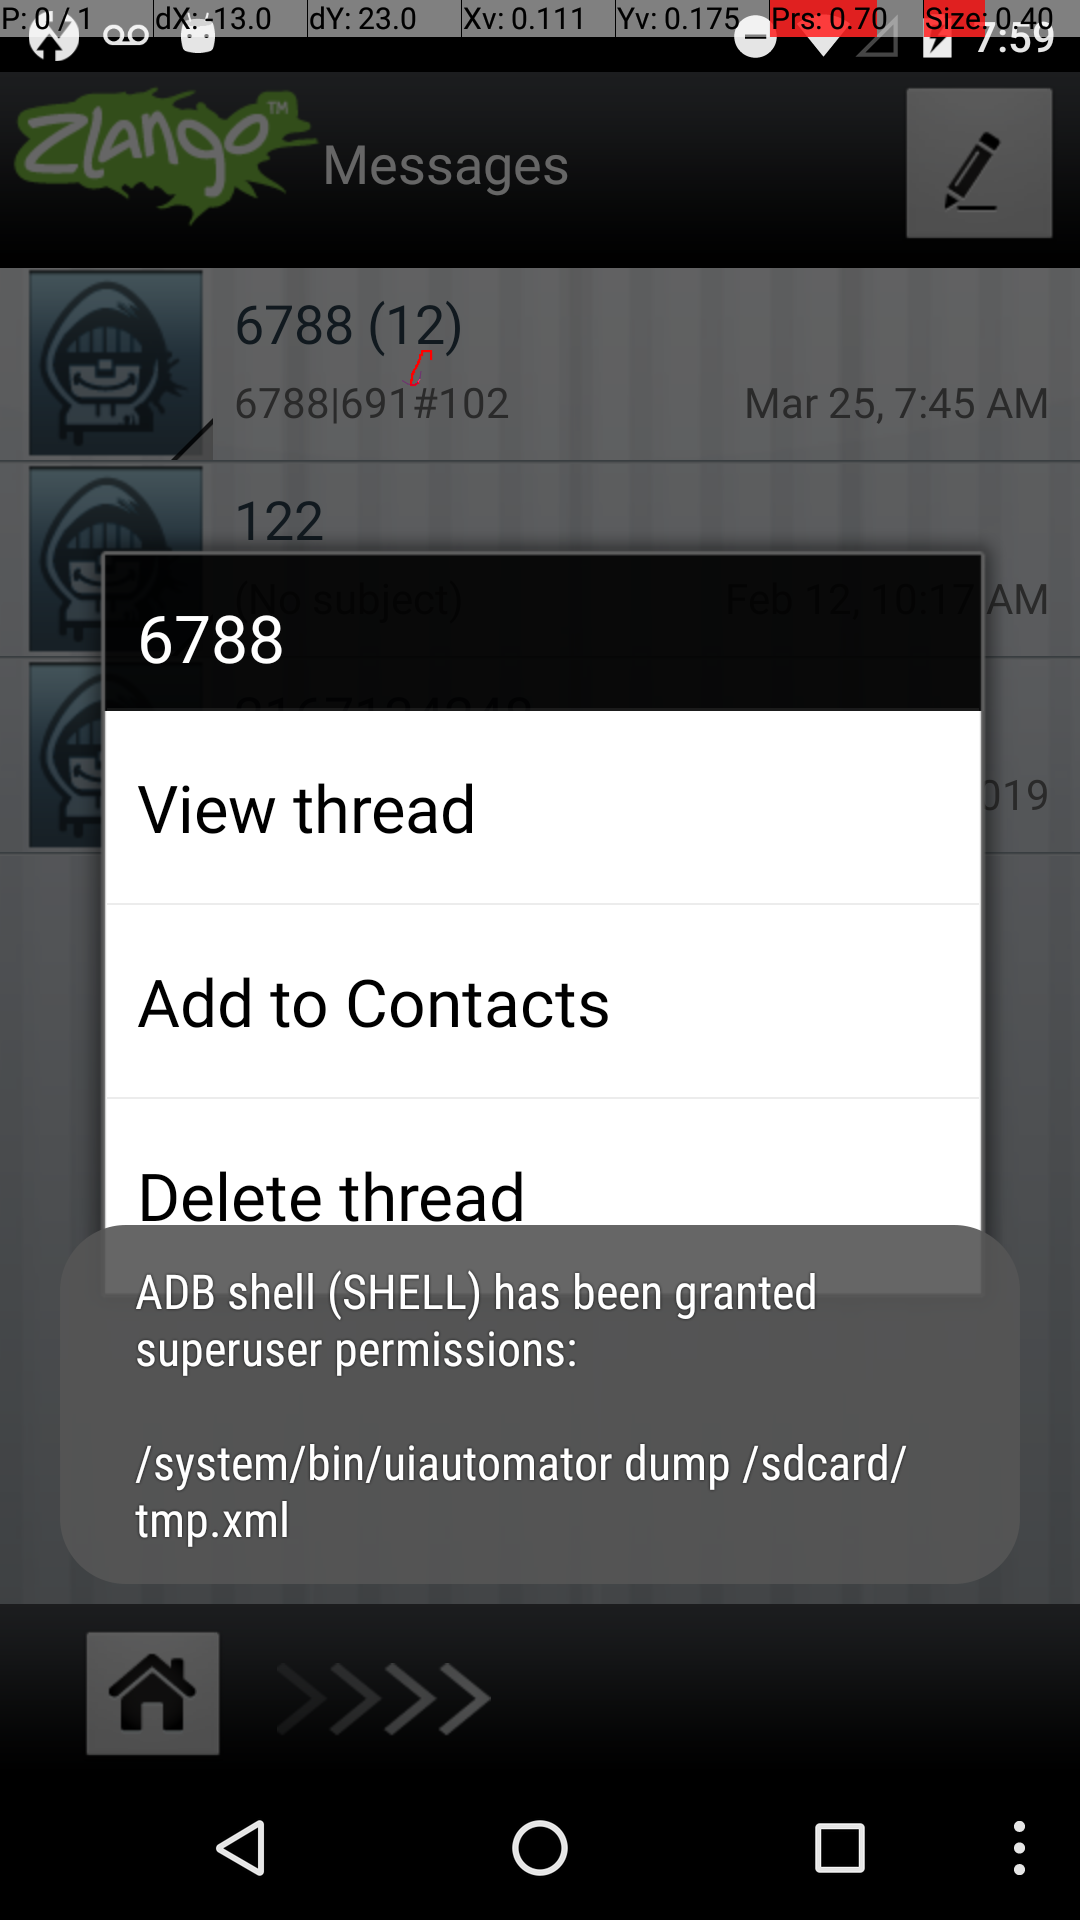 P: 0 / 1 dX: -13.0 dY: 23.0 Xv: 0.111 Yv: 0.175 Prs: 0.70 Size: 0.40
7:59
Zlango™ Messages
6788 (12)
6788|691#102 Mar 25, 7:45 AM
122
(No subject) Feb 12, 10:17 AM
6788
019
View thread
Add to Contacts
Delete thread
ADB shell (SHELL) has been granted
superuser permissions:
/system/bin/uiautomator dump /sdcard/
tmp.xml